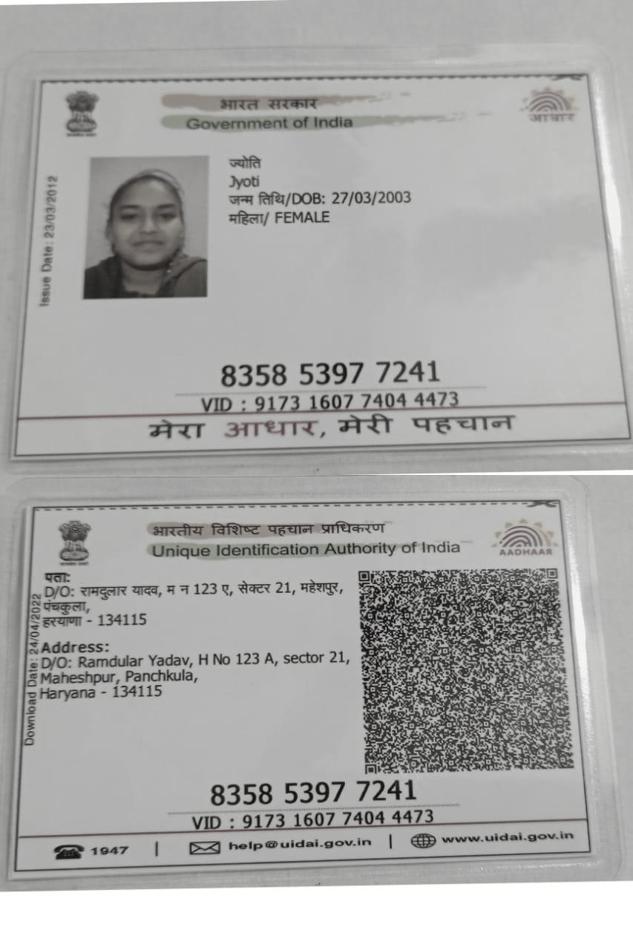 भारत सरकार
Government of India
आधार
ज्योति
Jyoti
जन्म तिथि/DOB: 27/03/2003
महिला/ FEMALE
Issue Date: 23/03/2012
8358 5397 7241
VID : 9173 1607 7404 4473
मेरा आधार, मेरी पहचान
भारतीय विशिष्ट पहचान प्राधिकरण
Unique Identification Authority of India
AADHAAR
पता:
D/O: रामदुलार यादव, म न 123 ए, सेक्टर 21, महेशपुर,
पंचकुला,
हरयाणा - 134115
Address:
D/O: Ramdular Yadav, H No 123 A, sector 21,
Maheshpur, Panchkula,
Haryana - 134115
Download Date: 24/04/2022
8358 5397 7241
VID : 9173 1607 7404 4473
1947 | help@uidai.gov.in | www.uidai.gov.in